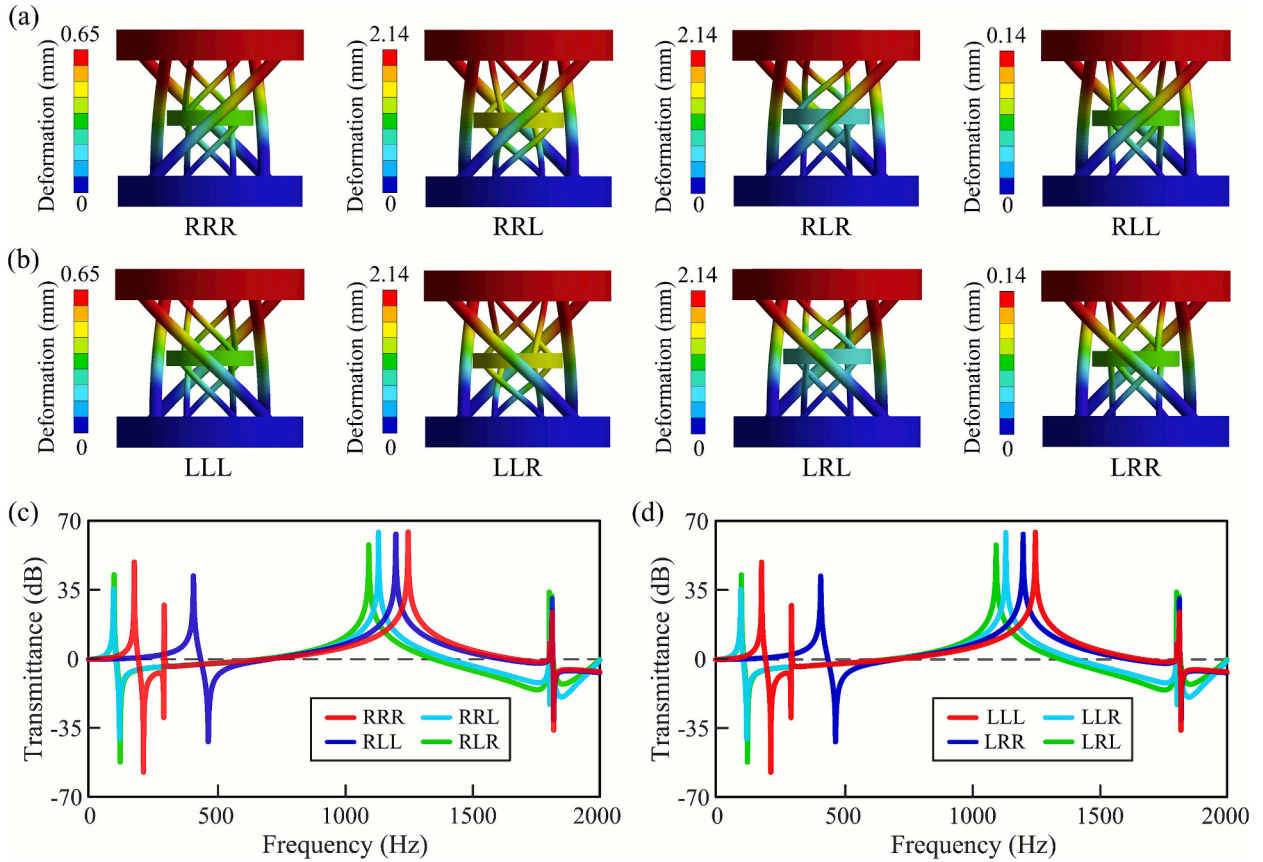 (a)
0.65
Deformation (mm)
0
RRR
2.14
Deformation (mm)
0
RRL
2.14
Deformation (mm)
0
RLR
0.14
Deformation (mm)
0
RLL
(b)
0.65
Deformation (mm)
0
LLL
2.14
Deformation (mm)
0
LLR
2.14
Deformation (mm)
0
LRL
0.14
Deformation (mm)
0
LRR
(c)
Transmittance (dB)
70
35
0
-35
-70
RRR RRL
RLL RLR
0 500 1000 1500 2000
Frequency (Hz)
(d)
Transmittance (dB)
70
35
0
-35
-70
LLL LLR
LRR LRL
0 500 1000 1500 2000
Frequency (Hz)